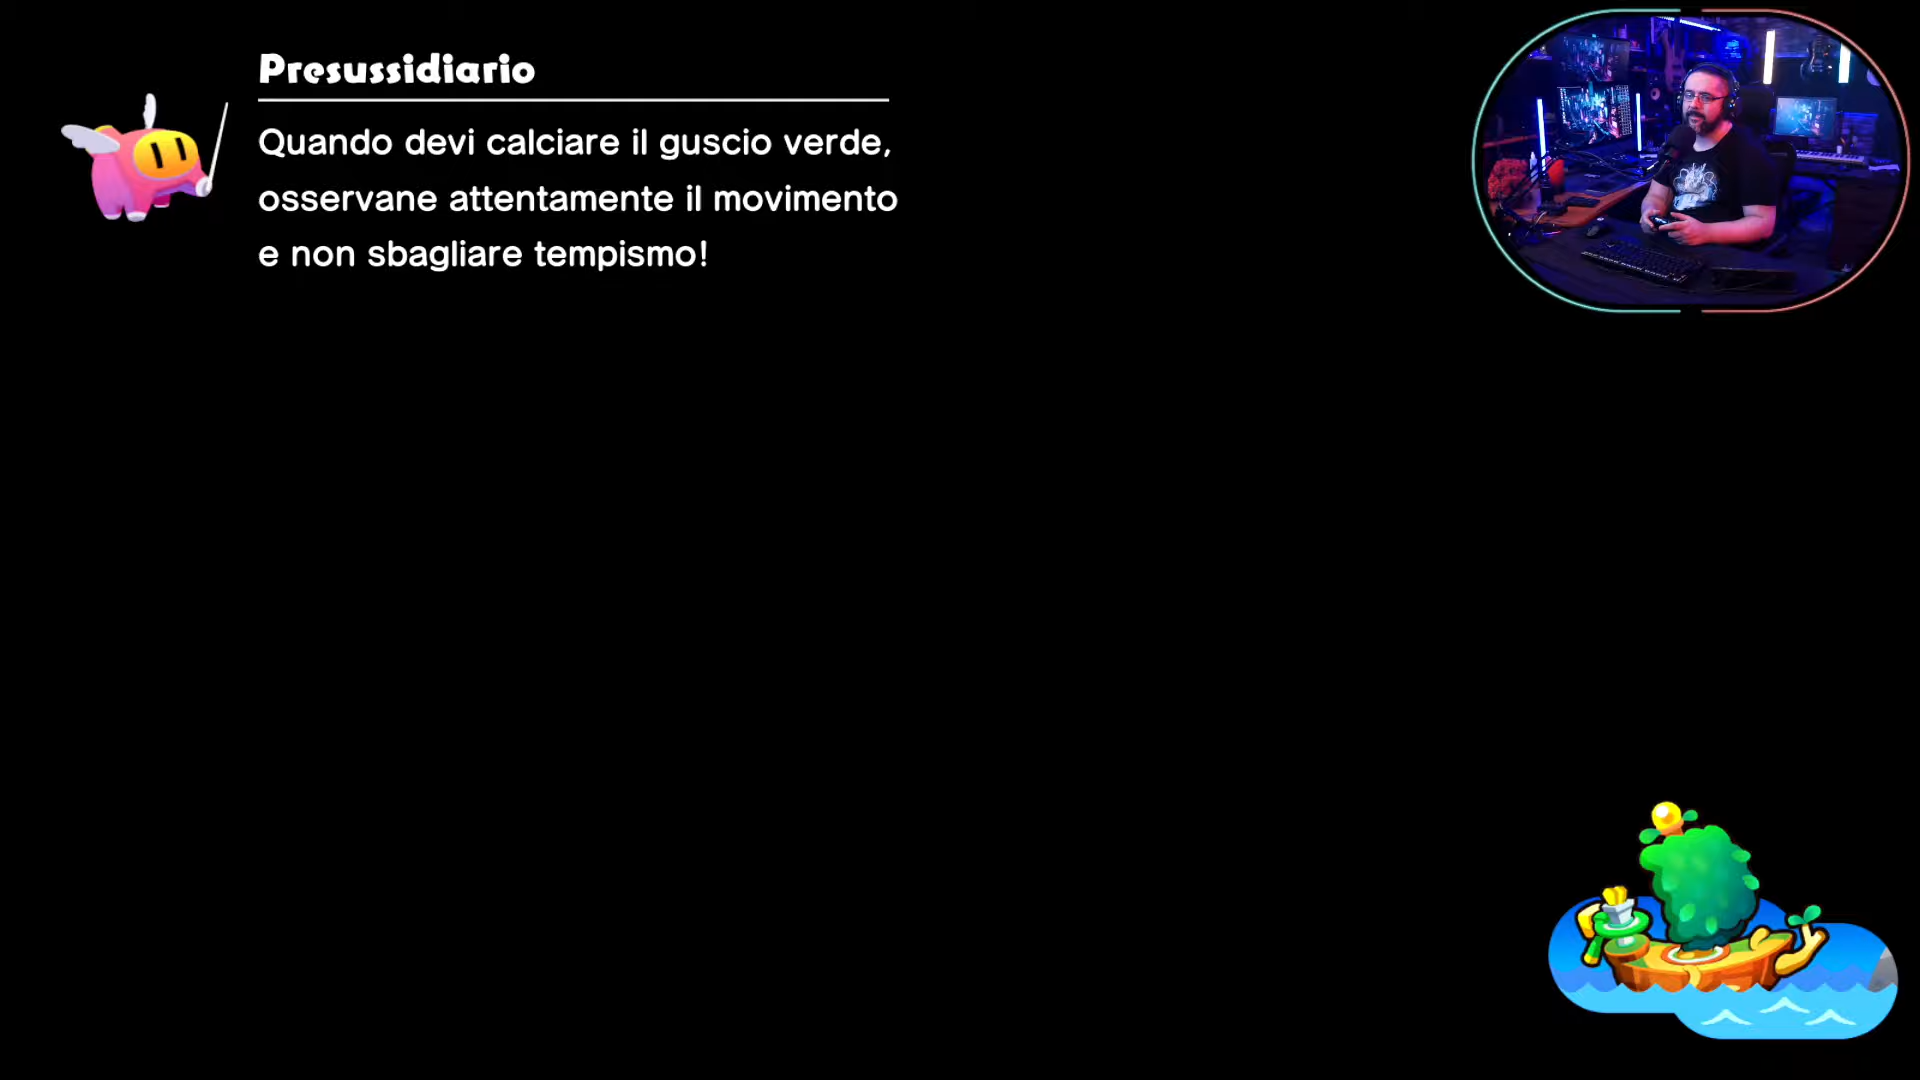 Presussidiario
Quando devi calciare il guscio verde,
osservane attentamente il movimento
e non sbagliare tempismo!